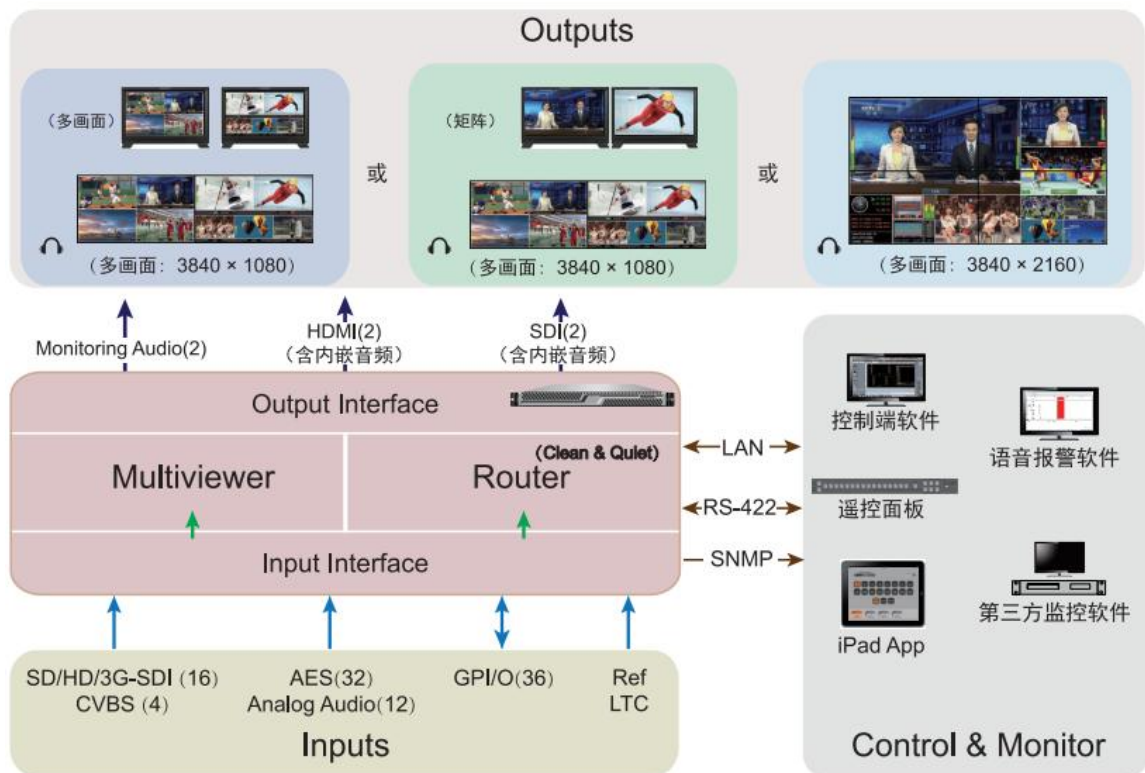 Outputs
(多画面)
(矩阵)
或
或
(多画面：3840 × 1080)
(多画面：3840 × 1080)
(多画面：3840 × 2160)
Monitoring Audio(2)
HDMI(2)
(含内嵌音频)
SDI(2)
(含内嵌音频)
Output Interface
Multiviewer
(Clean & Quiet)
Router
Input Interface
LAN
RS-422
SNMP
控制端软件
语音报警软件
遥控面板
iPad App
第三方监控软件
Control & Monitor
SD/HD/3G-SDI (16)
CVBS (4)
AES(32)
Analog Audio(12)
GPI/O(36)
Ref
LTC
Inputs